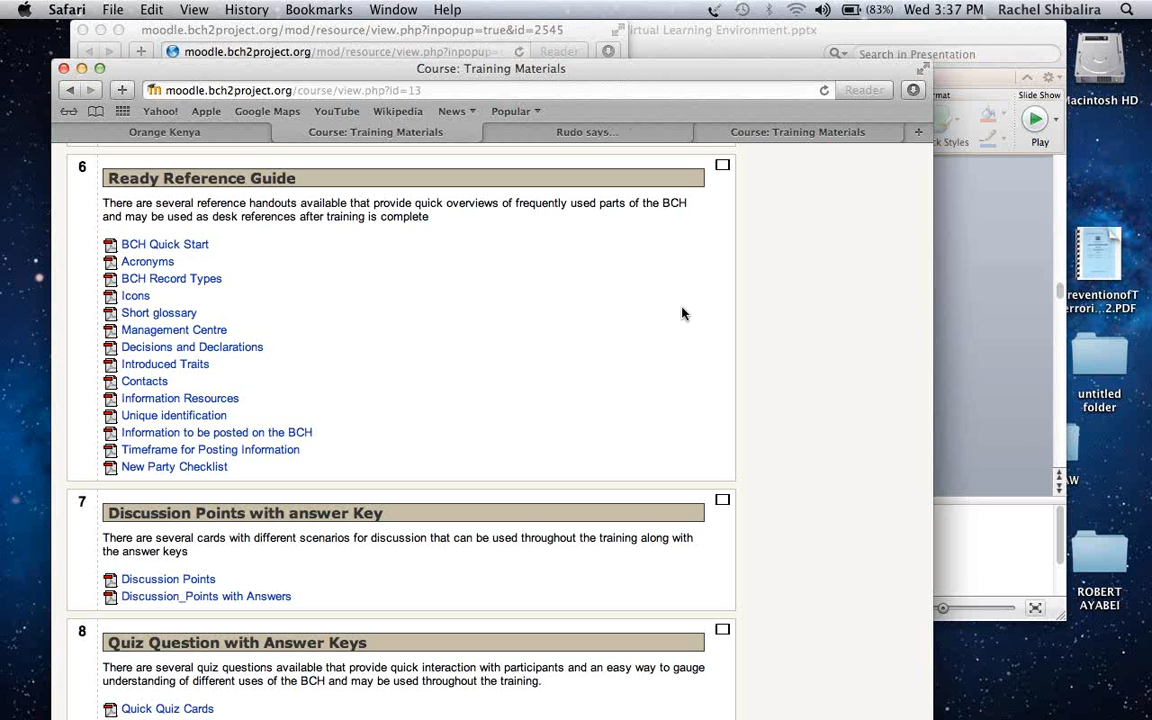 Safari File Edit View History Bookmarks Window Help (83%) Wed 3:37 PM Rachel Shibalira
moodle.bch2project.org/mod/resource/view.php?inpopup=true&id=2545
irtual Learning Environment.pptx
moodle.bch2project.org/mod/resource/view.php?inpopup= Reader
Search in Presentation
Course: Training Materials
moodle.bch2project.org/course/view.php?id=13 Reader
Yahoo! Apple Google Maps YouTube Wikipedia News Popular
Orange Kenya Course: Training Materials Rudo says... Course: Training Materials
rmat Slide Show
ck Styles Play
Macintosh HD
6 Ready Reference Guide
There are several reference handouts available that provide quick overviews of frequently used parts of the BCH
and may be used as desk references after training is complete
BCH Quick Start
Acronyms
BCH Record Types
Icons
Short glossary
Management Centre
Decisions and Declarations
Introduced Traits
Contacts
Information Resources
Unique identification
Information to be posted on the BCH
Timeframe for Posting Information
New Party Checklist
7 Discussion Points with answer Key
There are several cards with different scenarios for discussion that can be used throughout the training along with
the answer keys
Discussion Points
Discussion_Points with Answers
8 Quiz Question with Answer Keys
There are several quiz questions available that provide quick interaction with participants and an easy way to gauge
understanding of different uses of the BCH and may be used throughout the training.
Quick Quiz Cards
reventionofT
errori...2.PDF
untitled
folder
AW
ROBERT
AYABEI